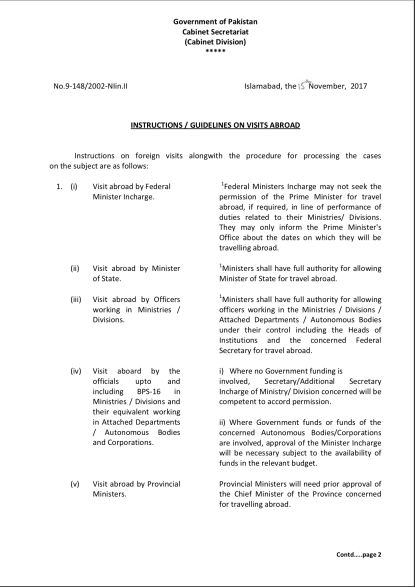 Government of Pakistan
Cabinet Secretariat
(Cabinet Division)
*****
No.9-148/2002-Nlin.II
Islamabad, the 15 November, 2017
INSTRUCTIONS / GUIDELINES ON VISITS ABROAD
Instructions on foreign visits alongwith the procedure for processing the cases
on the subject are as follows:
1. (i) Visit abroad by Federal
Minister Incharge.
¹Federal Ministers Incharge may not seek the
permission of the Prime Minister for travel
abroad, if required, in line of performance of
duties related to their Ministries/ Divisions.
They may only inform the Prime Minister's
Office about the dates on which they will be
travelling abroad.
(ii) Visit abroad by Minister
of State.
¹Ministers shall have full authority for allowing
Minister of State for travel abroad.
(iii) Visit abroad by Officers
working in Ministries /
Divisions.
¹Ministers shall have full authority for allowing
officers working in the Ministries / Divisions /
Attached Departments / Autonomous Bodies
under their control including the Heads of
Institutions and the concerned Federal
Secretary for travel abroad.
(iv) Visit aboard by the
officials upto and
including BPS-16 in
Ministries / Divisions and
their equivalent working
in Attached Departments
/ Autonomous Bodies
and Corporations.
i) Where no Government funding is
involved, Secretary/Additional Secretary
Incharge of Ministry/ Division concerned will be
competent to accord permission.
ii) Where Government funds or funds of the
concerned Autonomous Bodies/Corporations
are involved, approval of the Minister Incharge
will be necessary subject to the availability of
funds in the relevant budget.
(v) Visit abroad by Provincial
Ministers.
Provincial Ministers will need prior approval of
the Chief Minister of the Province concerned
for travelling abroad.
Contd.....page 2